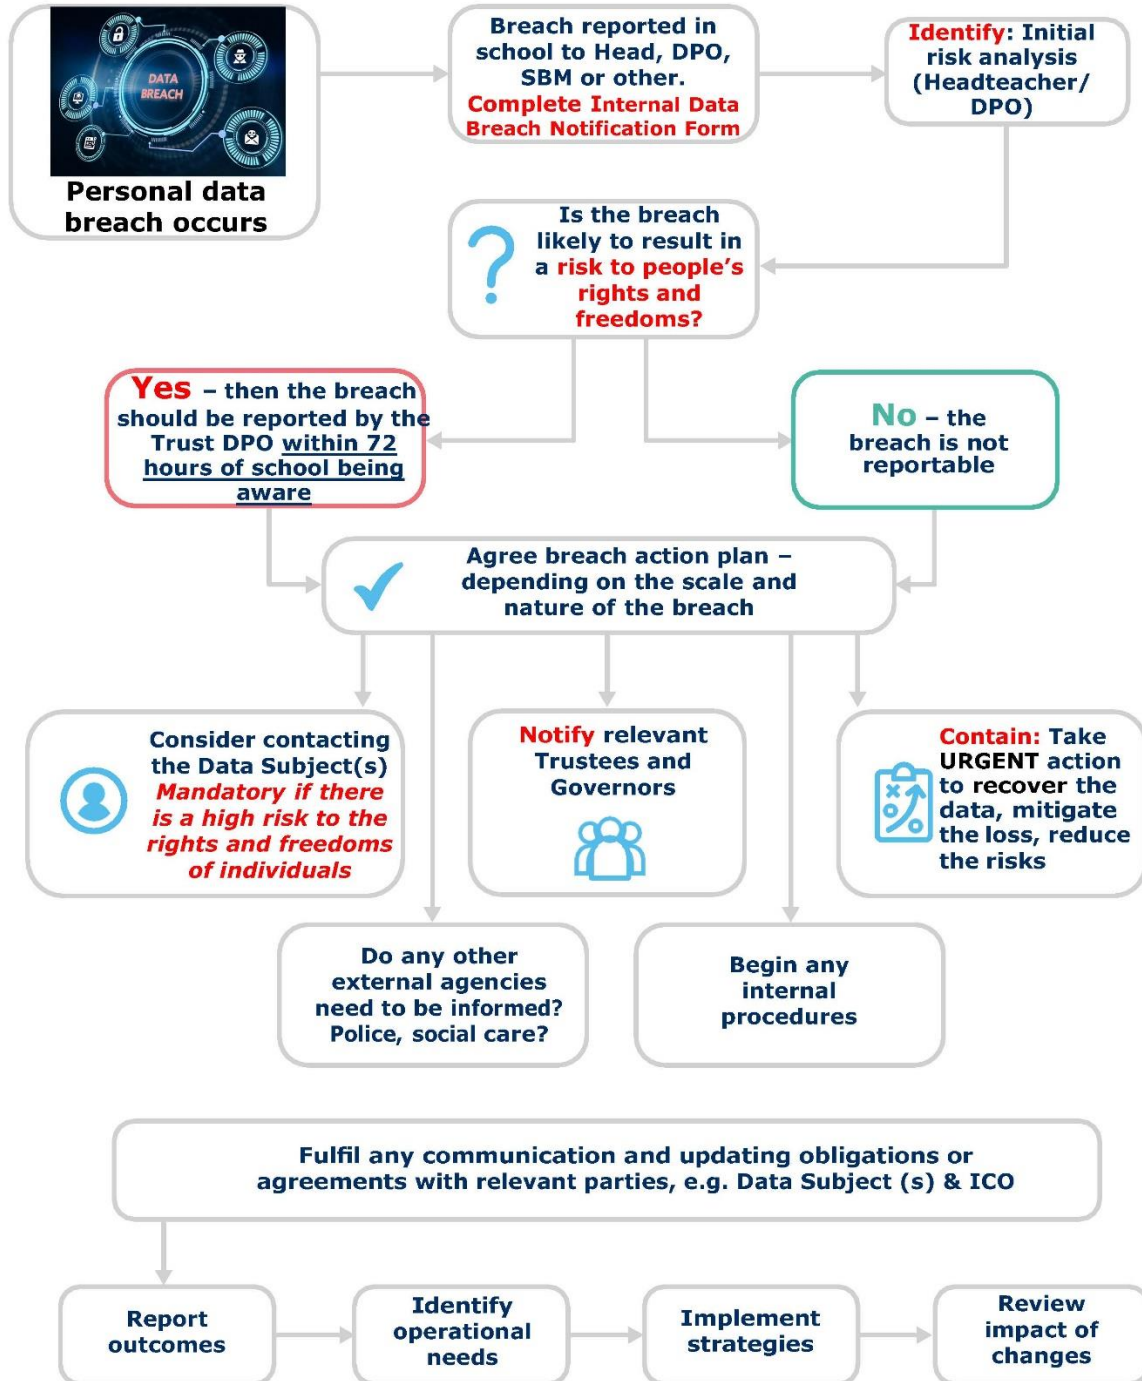 DATA
BREACH
Personal data
breach occurs
Breach reported in
school to Head, DPO,
SBM or other.
Complete Internal Data
Breach Notification Form
Identify: Initial
risk analysis
(Headteacher/
DPO)
Is the breach
likely to result in
a risk to people’s
rights and
freedoms?
Yes – then the breach
should be reported by the
Trust DPO within 72
hours of school being
aware
No – the
breach is not
reportable
Agree breach action plan –
depending on the scale and
nature of the breach
Consider contacting
the Data Subject(s)
Mandatory if there
is a high risk to the
rights and freedoms
of individuals
Notify relevant
Trustees and
Governors
Contain: Take
URGENT action
to recover the
data, mitigate
the loss, reduce
the risks
Do any other
external agencies
need to be informed?
Police, social care?
Begin any
internal
procedures
Fulfil any communication and updating obligations or
agreements with relevant parties, e.g. Data Subject (s) & ICO
Report
outcomes
Identify
operational
needs
Implement
strategies
Review
impact of
changes